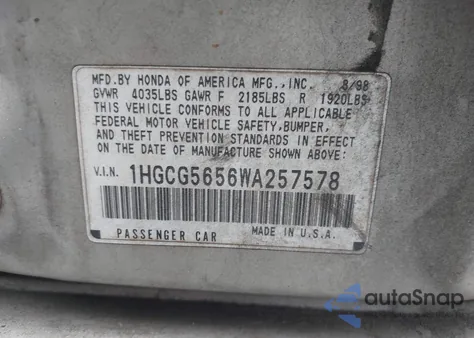 MFD.BY HONDA OF AMERICA MFG.,INC. 8/98
GVWR 4035LBS GAWR F 2185LBS R 1920LBS
THIS VEHICLE CONFORMS TO ALL APPLICABLE
FEDERAL MOTOR VEHICLE SAFETY,BUMPER,
AND THEFT PREVENTION STANDARDS IN EFFECT
ON THE DATE OF MANUFACTURE SHOWN ABOVE.
V.I.N. 1HGCG5656WA257578
PASSENGER CAR MADE IN U.S.A.
autoSnap